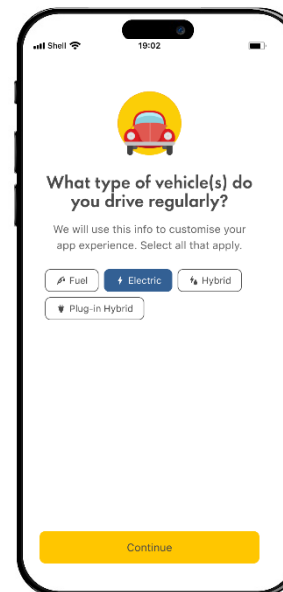 Shell 19:02
What type of vehicle(s) do
you drive regularly?
We will use this info to customise your
app experience. Select all that apply.
Fuel Electric Hybrid
Plug-in Hybrid
Continue